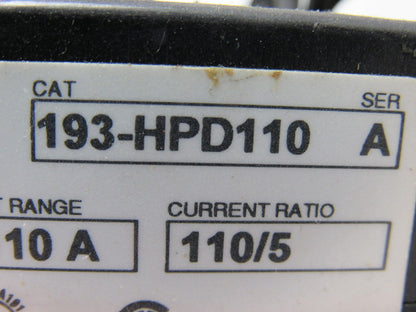 CAT SER
193-HPD110 A
RANGE CURRENT RATIO
10 A 110/5